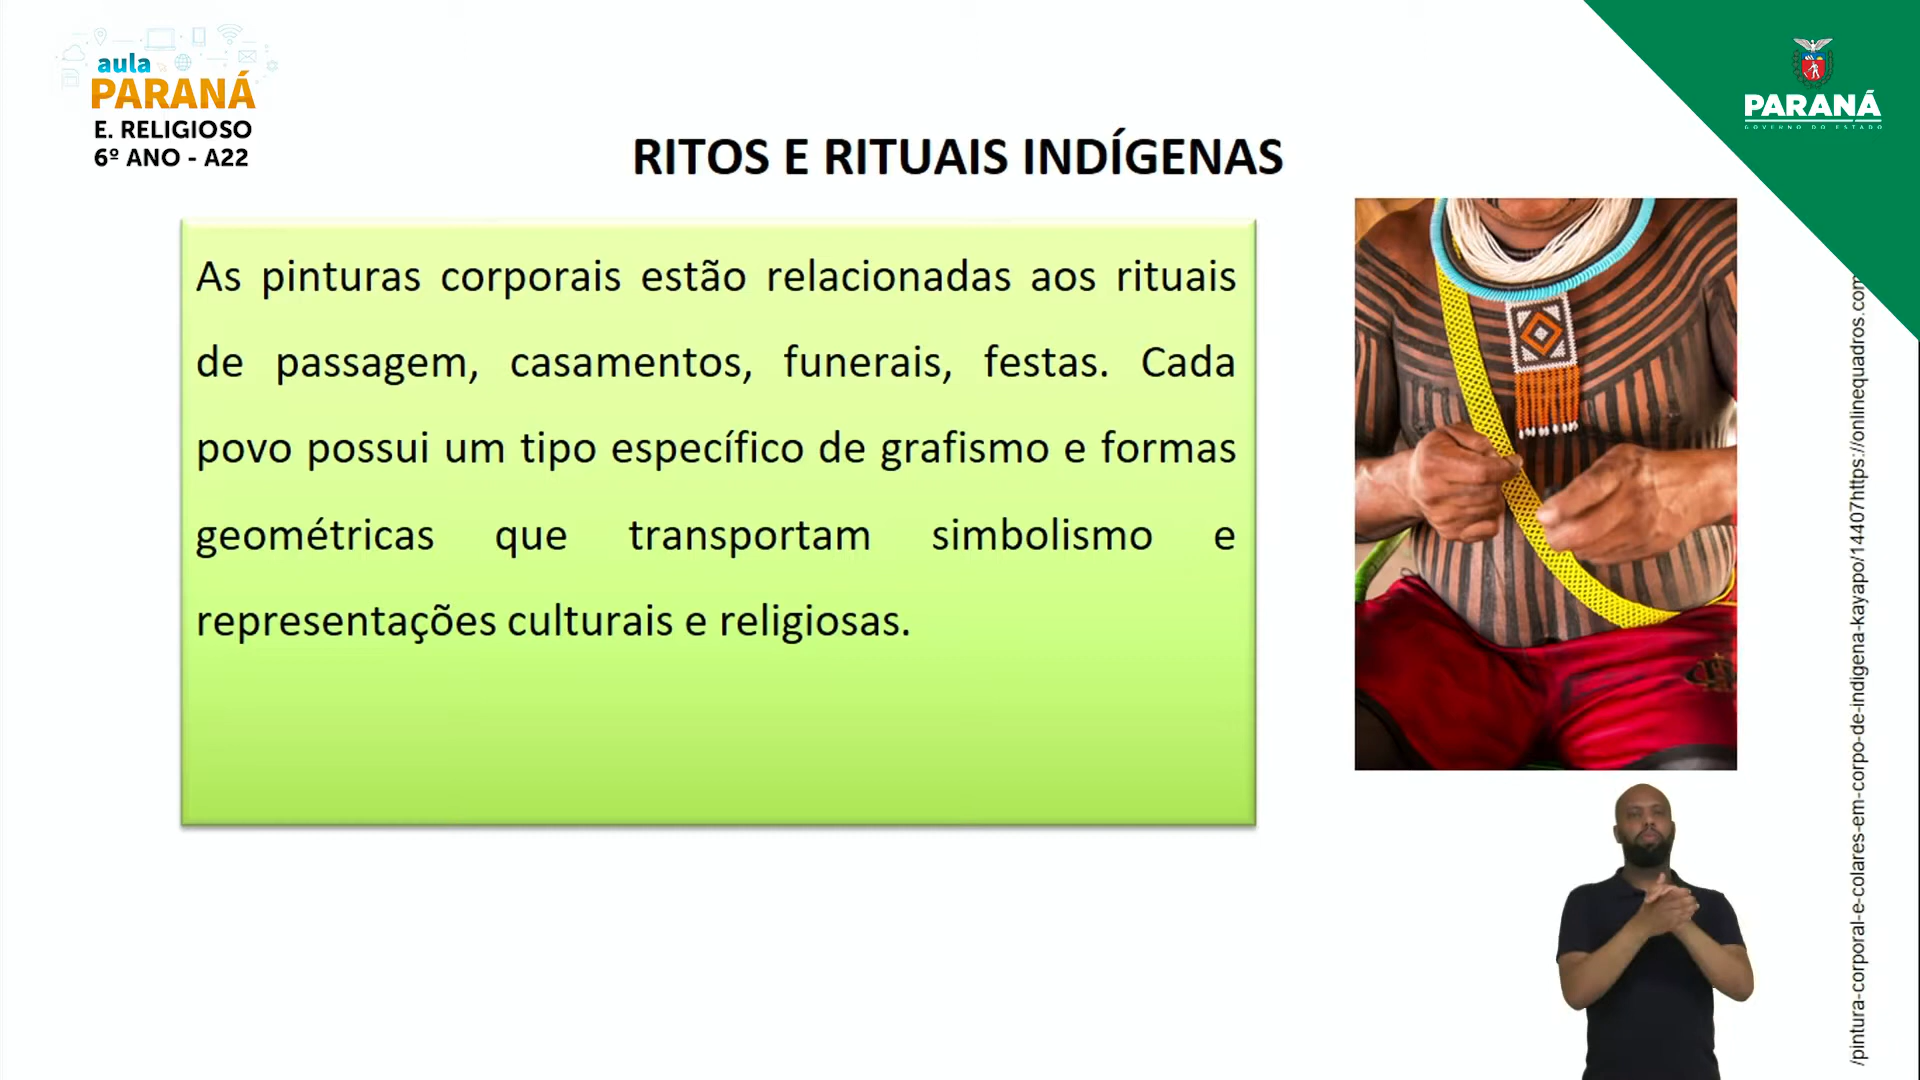 aula
PARANÁ
E. RELIGIOSO
6º ANO - A22
PARANÁ
GOVERNO DO ESTADO
RITOS E RITUAIS INDÍGENAS
As pinturas corporais estão relacionadas aos rituais
de passagem, casamentos, funerais, festas. Cada
povo possui um tipo específico de grafismo e formas
geométricas que transportam simbolismo e
representações culturais e religiosas.
/pintura-corporal-e-colares-em-corpo-de-indigena-kayapo/14407https://onlinequadros.com